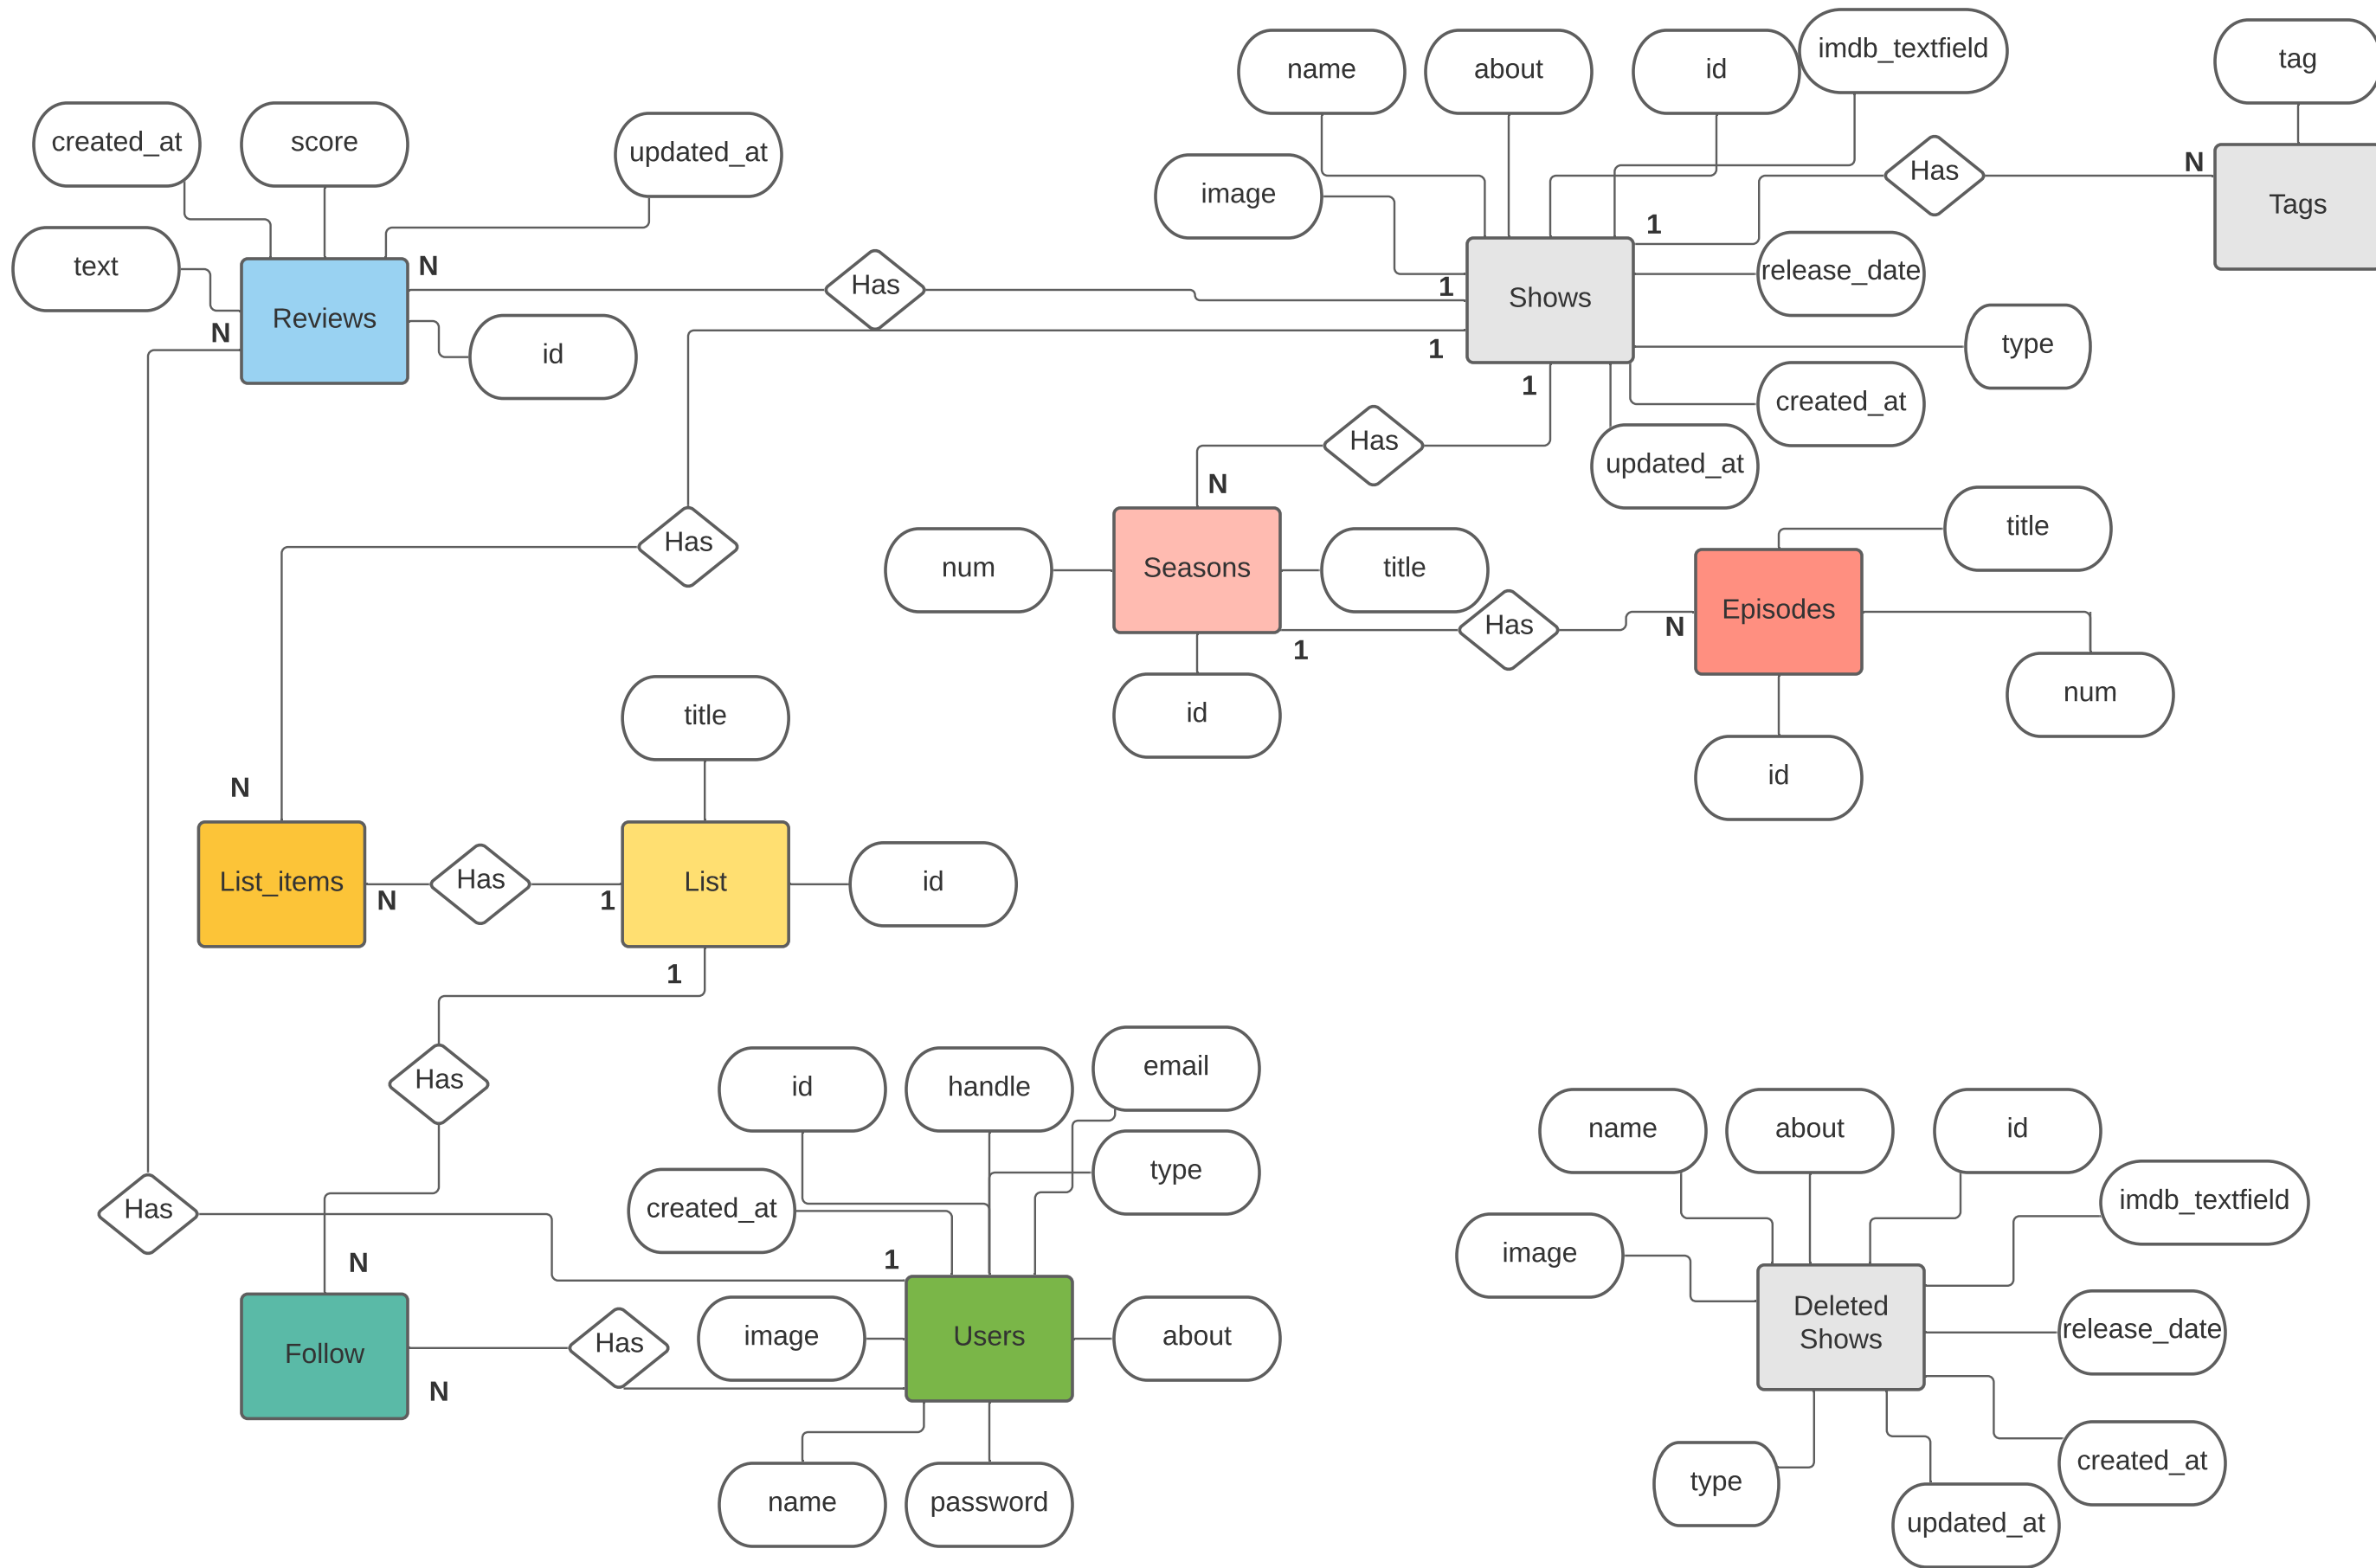 name
about
id
imdb_textfield
tag
created_at
score
updated_at
image
Has
N
Tags
1
text
N
Has
1
Shows
release_date
Reviews
N
id
1
type
1
created_at
Has
updated_at
N
title
Has
num
Seasons
title
Episodes
Has
N
1
num
id
title
id
N
List_items
N
Has
1
List
id
1
email
id
handle
Has
type
name
about
id
created_at
imdb_textfield
Has
1
N
image
Deleted
Shows
release_date
Follow
Has
image
Users
about
N
type
created_at
name
password
updated_at